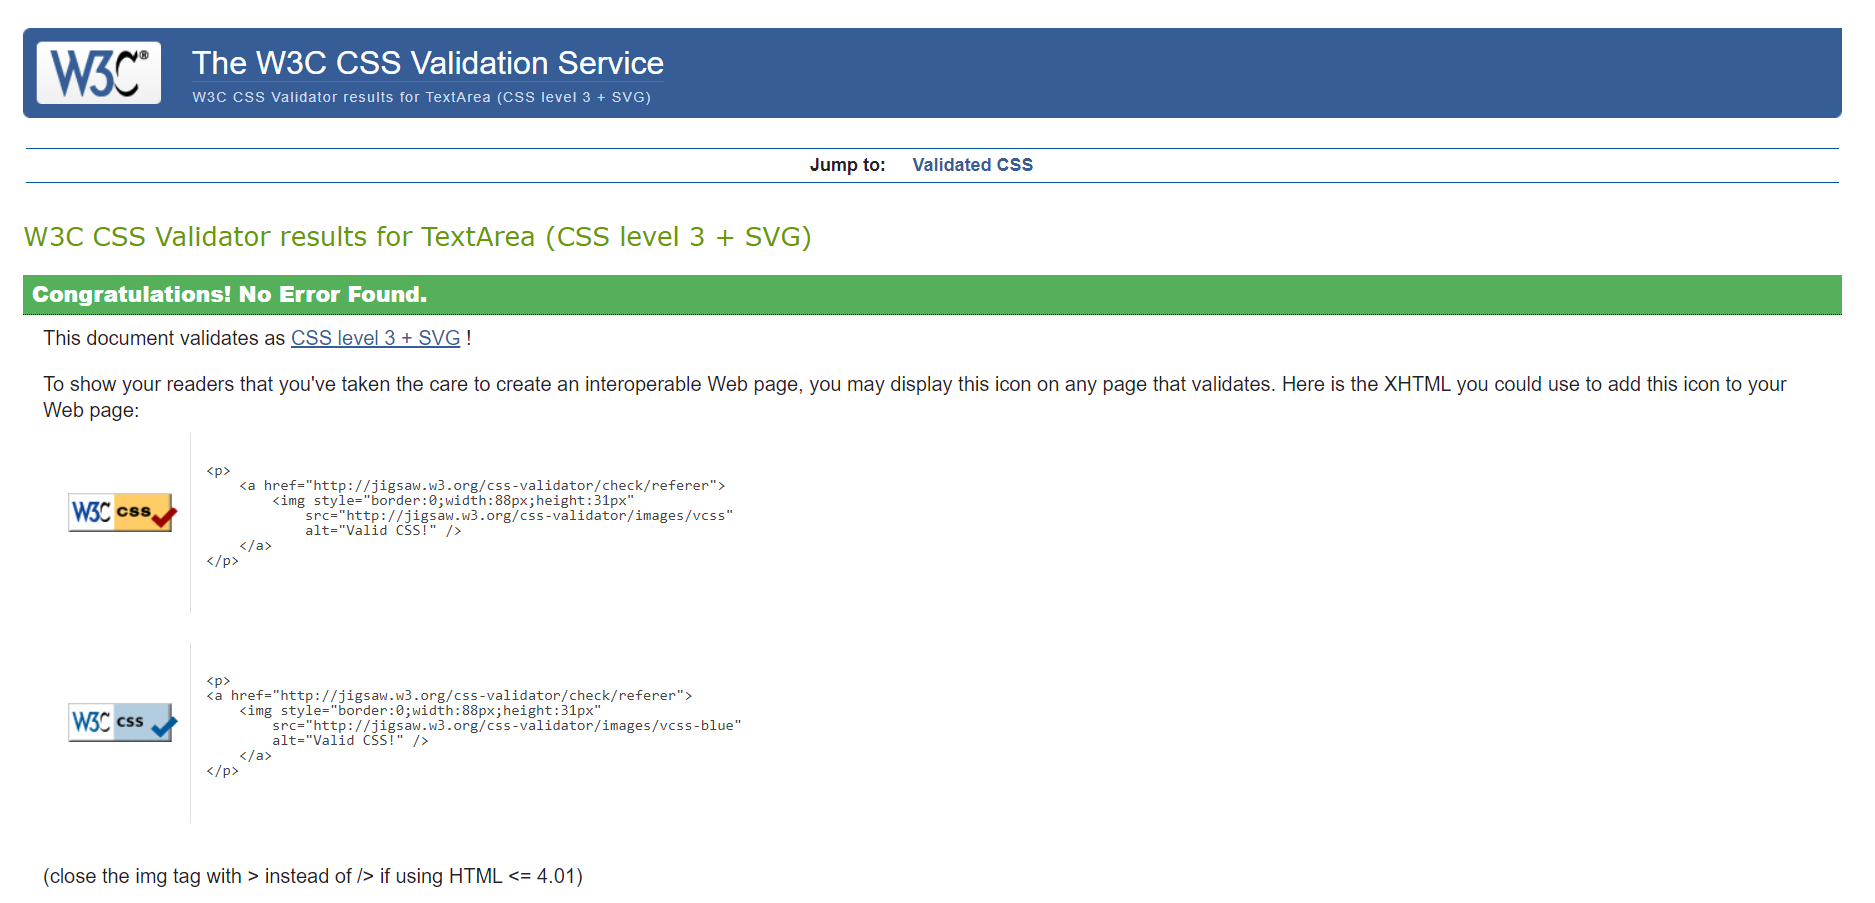 W3C®
The W3C CSS Validation Service
W3C CSS Validator results for TextArea (CSS level 3 + SVG)
Jump to: Validated CSS
W3C CSS Validator results for TextArea (CSS level 3 + SVG)
Congratulations! No Error Found.
This document validates as CSS level 3 + SVG !
To show your readers that you've taken the care to create an interoperable Web page, you may display this icon on any page that validates. Here is the XHTML you could use to add this icon to your
Web page:
W3C css
<p>
    <a href="http://jigsaw.w3.org/css-validator/check/referer">
        <img style="border:0;width:88px;height:31px"
            src="http://jigsaw.w3.org/css-validator/images/vcss"
            alt="Valid CSS!" />
    </a>
</p>
W3C css
<p>
<a href="http://jigsaw.w3.org/css-validator/check/referer">
    <img style="border:0;width:88px;height:31px"
        src="http://jigsaw.w3.org/css-validator/images/vcss-blue"
        alt="Valid CSS!" />
    </a>
</p>
(close the img tag with > instead of /> if using HTML <= 4.01)